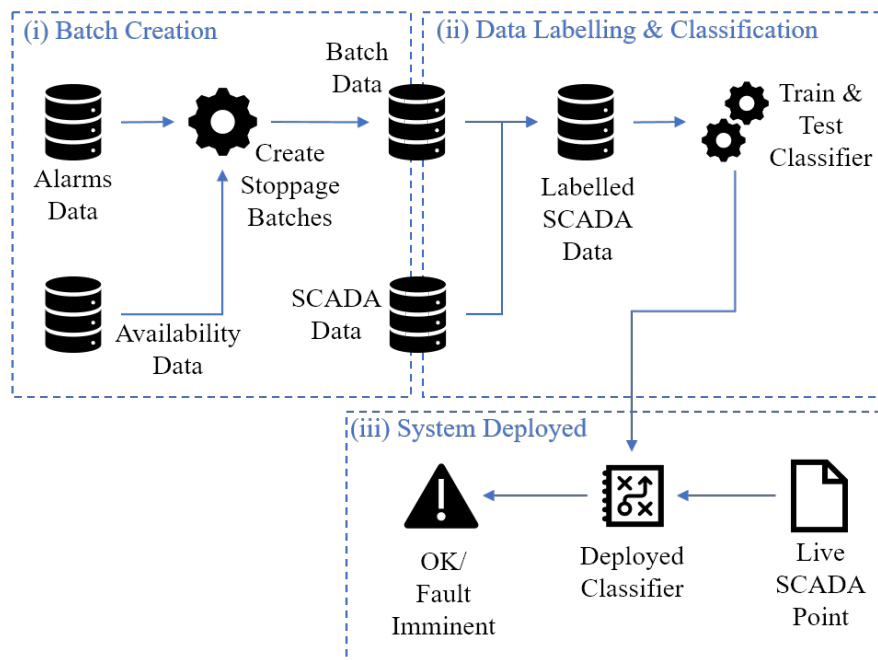 (i) Batch Creation
Alarms
Data
Create
Stoppage
Batches
Availability
Data
Batch
Data
SCADA
Data
(ii) Data Labelling & Classification
Labelled
SCADA
Data
Train &
Test
Classifier
(iii) System Deployed
OK/
Fault
Imminent
Deployed
Classifier
Live
SCADA
Point